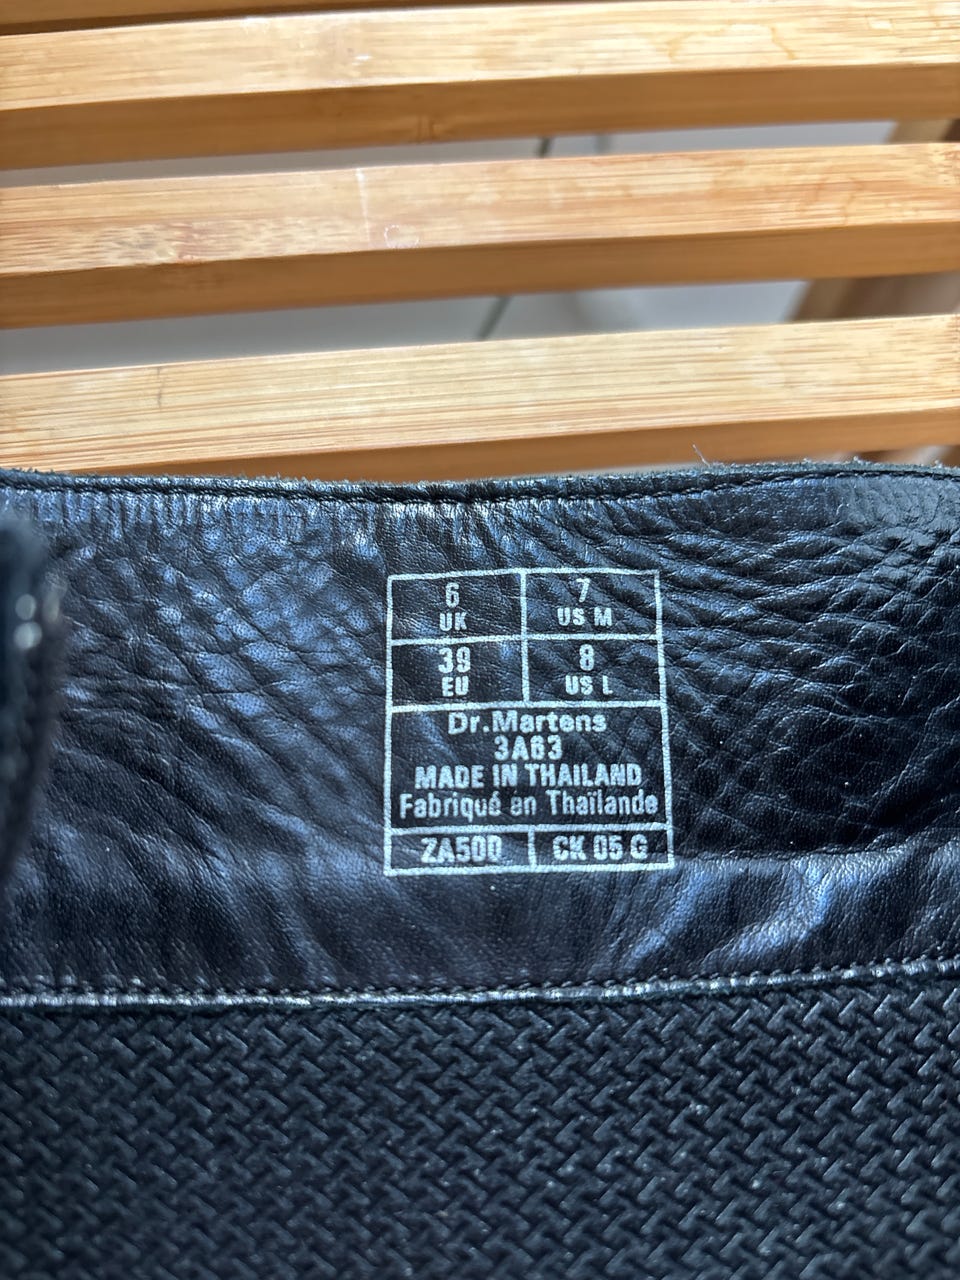 6 7
UK US M
39 8
EU US L
Dr.Martens
3A63
MADE IN THAILAND
Fabriqué en Thaïlande
ZA500 CK 05 G